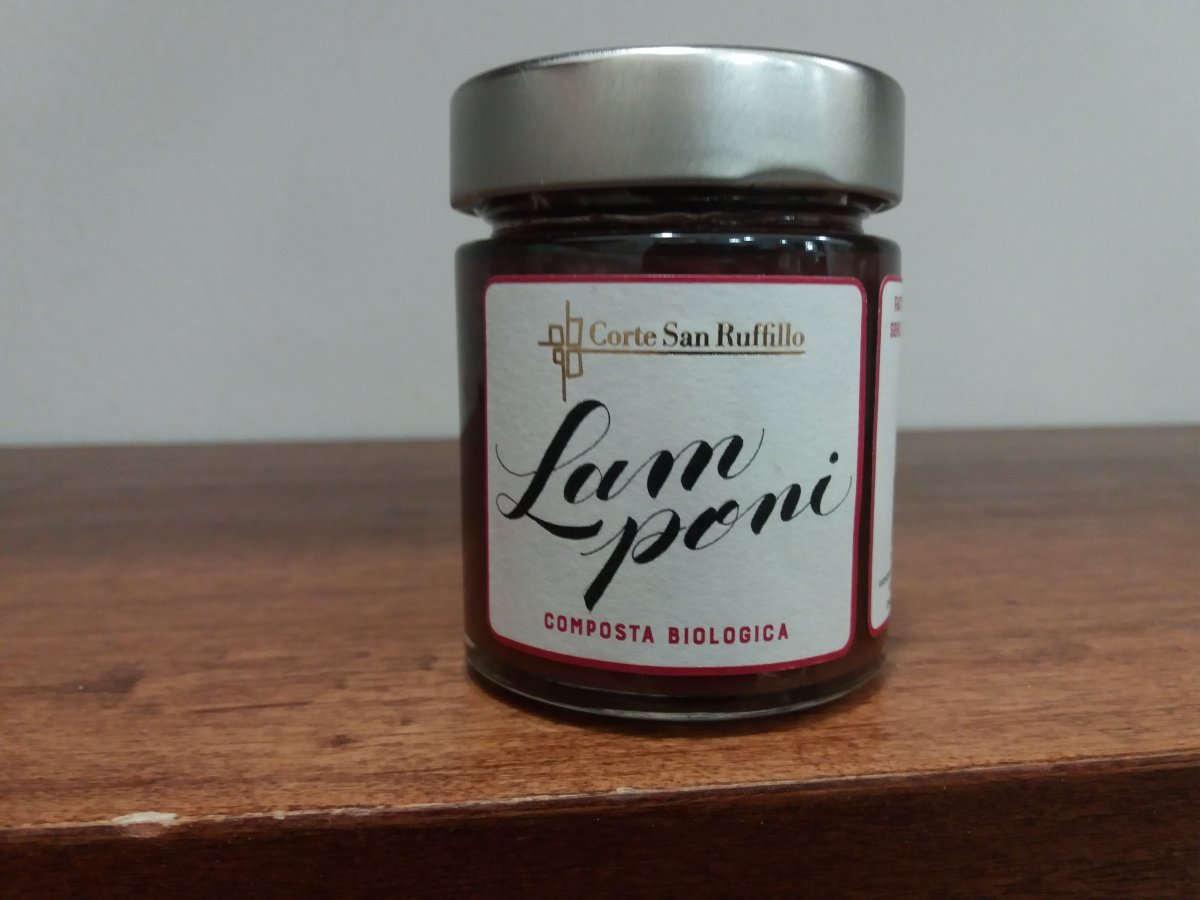 Corte San Ruffillo
Lam
poni
COMPOSTA BIOLOGICA